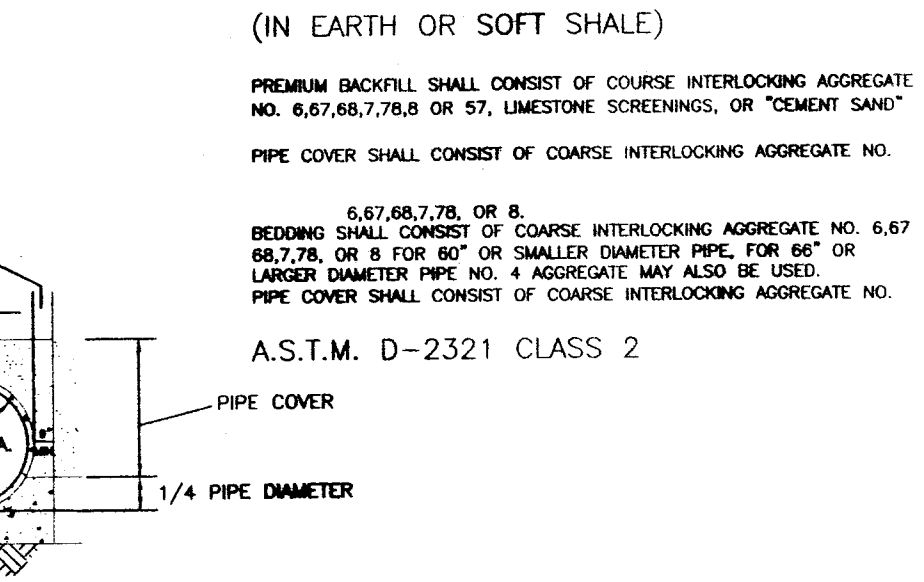 (IN EARTH OR SOFT SHALE)
PREMIUM BACKFILL SHALL CONSIST OF COURSE INTERLOCKING AGGREGATE
NO. 6,67,68,7,78,8 OR 57, LIMESTONE SCREENINGS, OR "CEMENT SAND"
PIPE COVER SHALL CONSIST OF COARSE INTERLOCKING AGGREGATE NO.
6,67,68,7,78, OR 8.
BEDDING SHALL CONSIST OF COARSE INTERLOCKING AGGREGATE NO. 6,67
68,7,78, OR 8 FOR 60" OR SMALLER DIAMETER PIPE, FOR 66" OR
LARGER DIAMETER PIPE NO. 4 AGGREGATE MAY ALSO BE USED.
PIPE COVER SHALL CONSIST OF COARSE INTERLOCKING AGGREGATE NO.
A.S.T.M. D-2321 CLASS 2
PIPE COVER
A.
1/4 PIPE DIAMETER